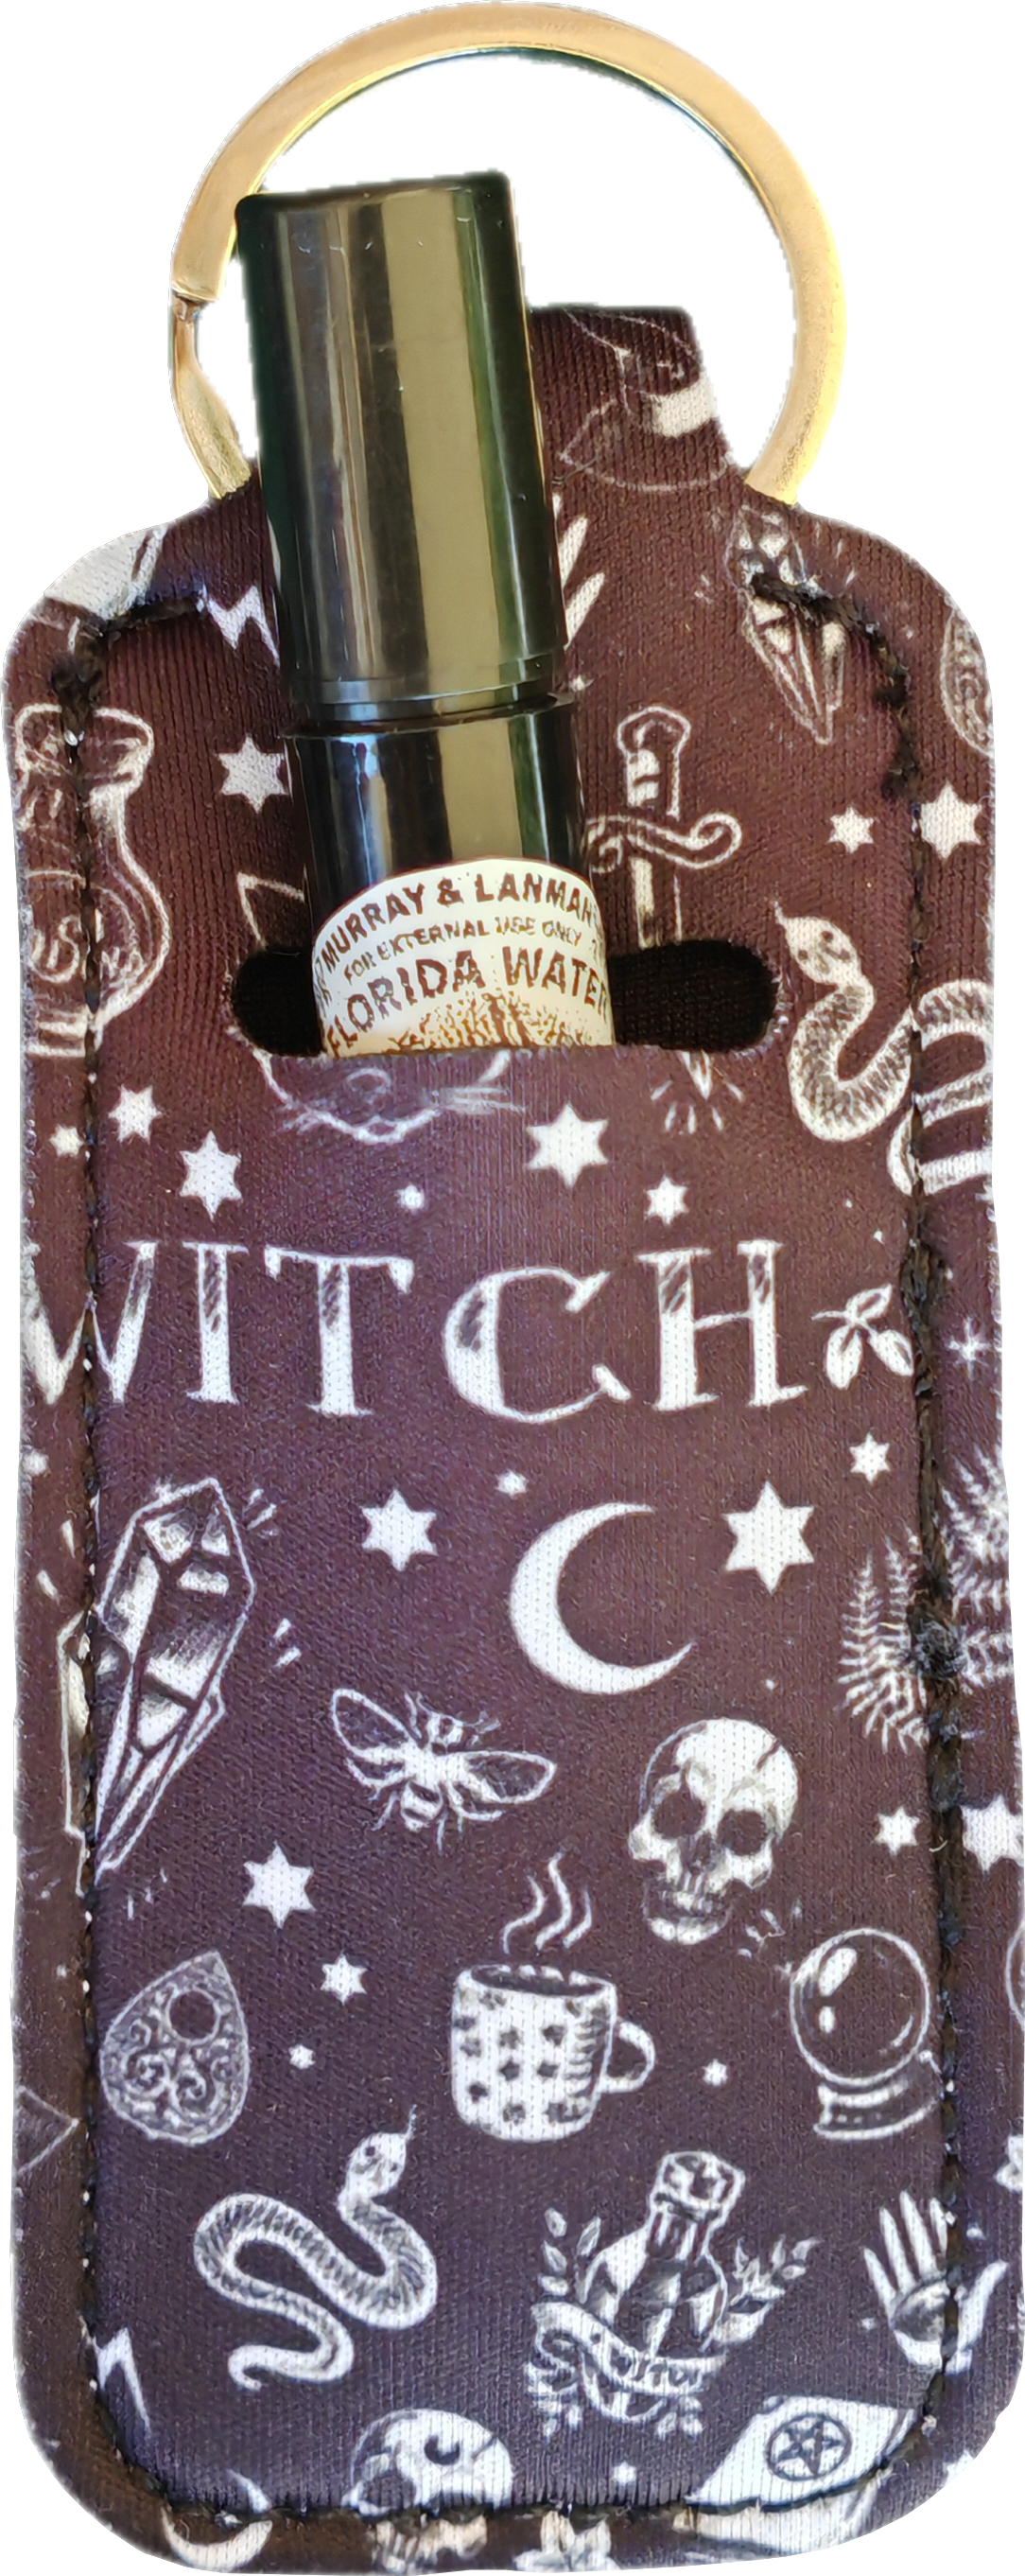 MURRAY & LANMAN
FOR EXTERNAL USE ONLY
FLORIDA WATER
WITCH